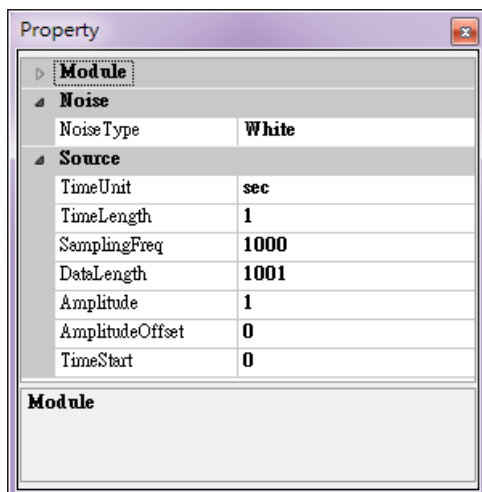 Property
Module
Noise
NoiseType White
Source
TimeUnit sec
TimeLength 1
SamplingFreq 1000
DataLength 1001
Amplitude 1
AmplitudeOffset 0
TimeStart 0
Module